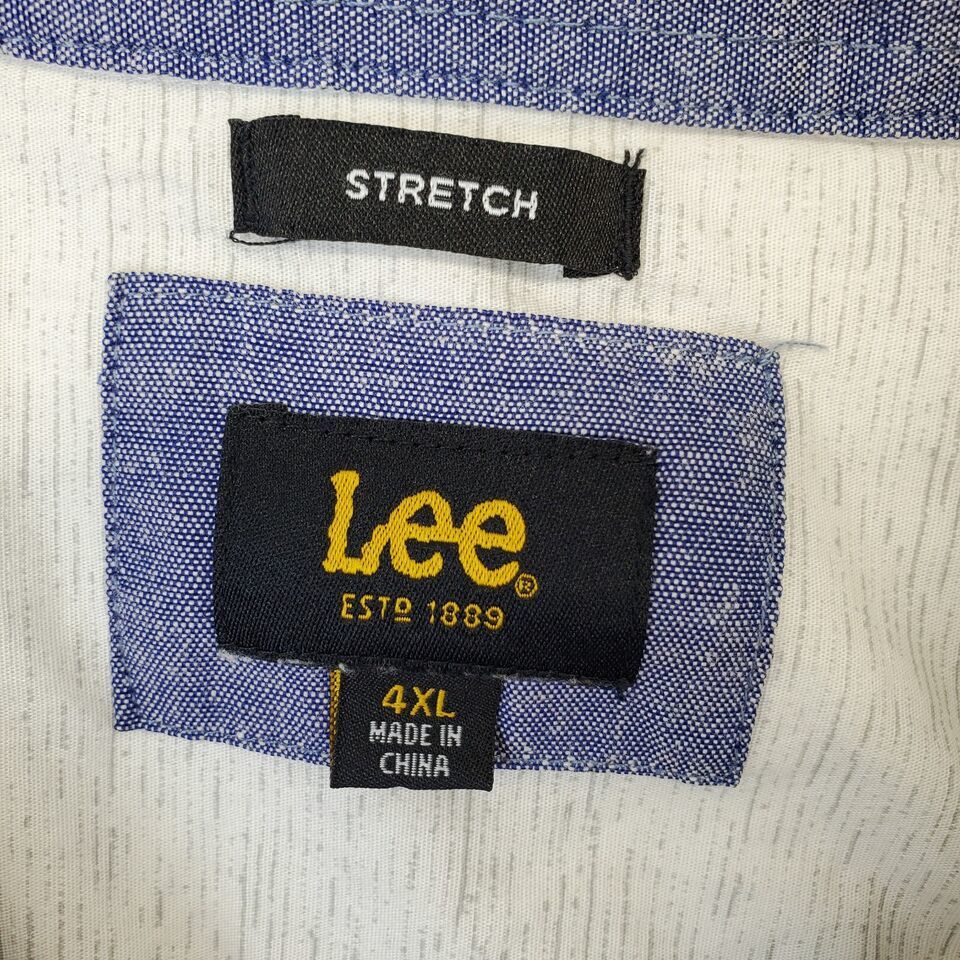 STRETCH
Lee®
ESTD 1889
4XL
MADE IN
CHINA